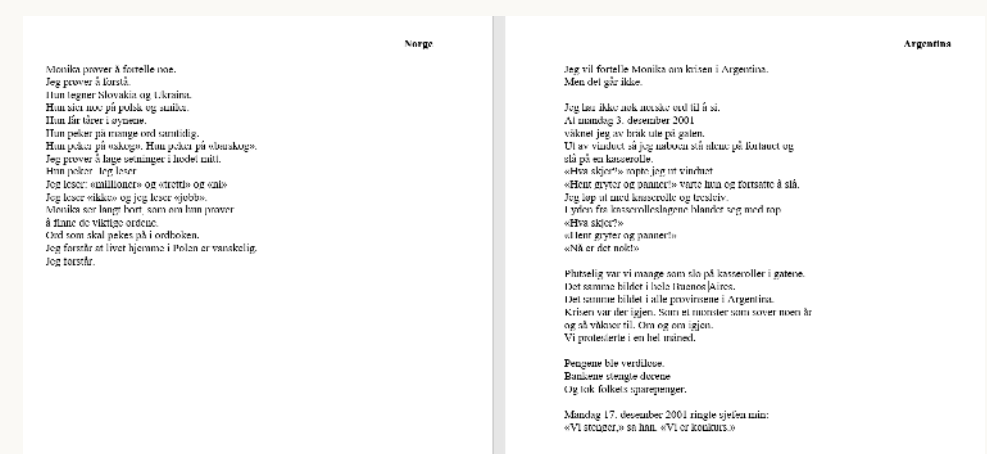 Norge
Monika prøver å fortelle noe.
Jeg prøver å forstå.
Hun tegner Slovakia og Ukraina.
Hun sier noe på polsk og smiler.
Hun får tårer i øynene.
Hun peker på mange ord samtidig.
Hun peker på «skog». Hun peker på «barskog».
Jeg prøver å lage setninger i hodet mitt.
Hun peker. Jeg leser
Jeg leser: «millioner» og «tretti» og «ni»
Jeg leser «ikke» og jeg leser «jobb».
Monika ser langt bort, som om hun prøver
å finne de viktige ordene.
Ord som skal pekes på i ordboken.
Jeg forstår at livet hjemme i Polen er vanskelig.
Jeg forstår.
Argentina
Jeg vil fortelle Monika om krisen i Argentina.
Men det går ikke.
Jeg har ikke nok norske ord til å si.
At mandag 3. desember 2001
våknet jeg av bråk ute på gaten.
Ut av vinduet så jeg naboen stå alene på fortauet og
slå på en kasserolle.
«Hva skjer?» ropte jeg ut vinduet
«Hent gryter og panner!» svarte hun og fortsatte å slå.
Jeg løp ut med kasserolle og tresleiv.
Lyden fra kasserolleslagene blandet seg med rop
«Hva skjer?»
«Hent gryter og panner!»
«Nå er det nok!»
Plutselig var vi mange som slo på kasseroller i gatene.
Det samme bildet i hele Buenos Aires.
Det samme bildet i alle provinsene i Argentina.
Krisen var der igjen. Som et monster som sover noen år
og så våkner til. Om og om igjen.
Vi protesterte i en hel måned.
Pengene ble verdiløse.
Bankene stengte dørene
Og tok folkets sparepenger.
Mandag 17. desember 2001 ringte sjefen min:
«Vi stenger,» sa han. «Vi er konkurs.»